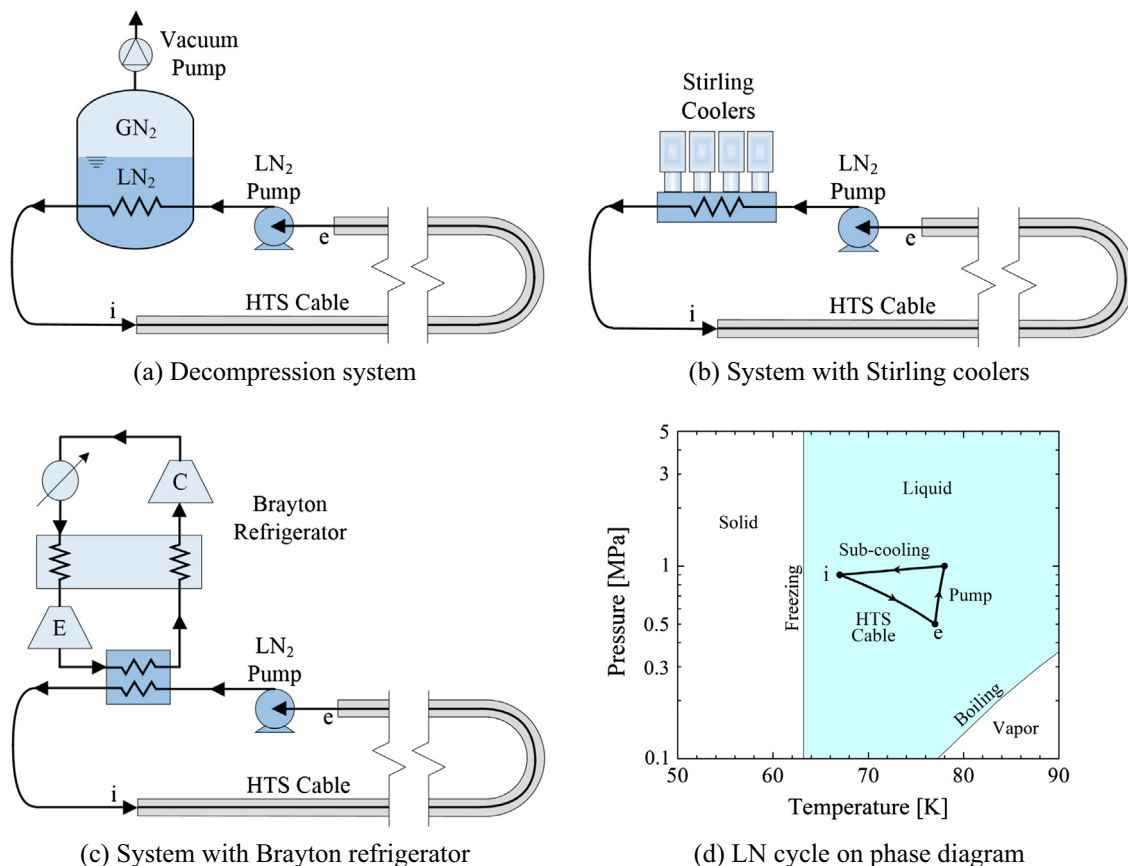 Vacuum
Pump
GN₂
LN₂
LN₂
Pump
e
HTS Cable
i
(a) Decompression system
Stirling
Coolers
LN₂
Pump
e
HTS Cable
i
(b) System with Stirling coolers
C
Brayton
Refrigerator
E
LN₂
Pump
e
HTS Cable
i
(c) System with Brayton refrigerator
5
3
1
0.5
0.3
0.1
Pressure [MPa]
Solid
Liquid
Freezing
Sub-cooling
i
Pump
HTS
Cable
e
Boiling
Vapor
50
60
70
80
90
Temperature [K]
(d) LN cycle on phase diagram